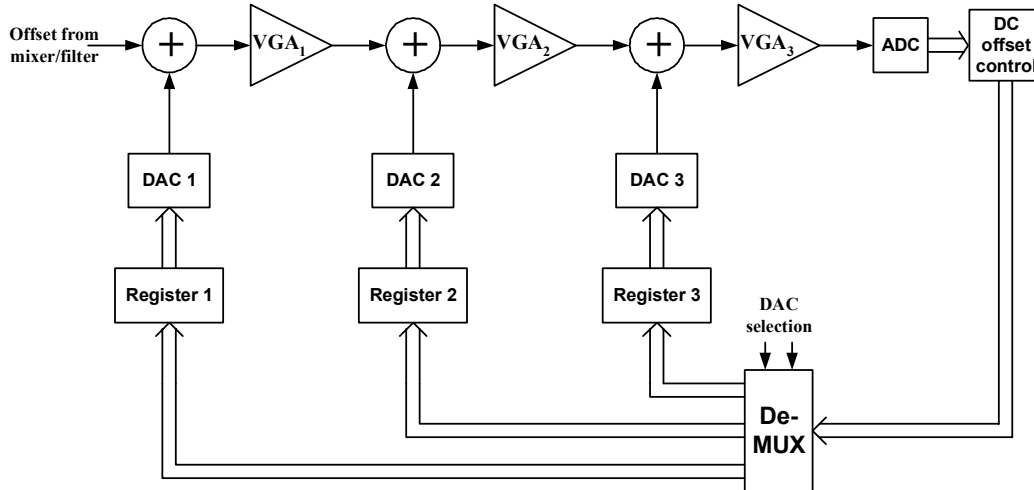 Offset from
mixer/filter
+
VGA1
+
VGA2
+
VGA3
ADC
DC
offset
control
DAC 1
DAC 2
DAC 3
Register 1
Register 2
Register 3
DAC
selection
De-
MUX